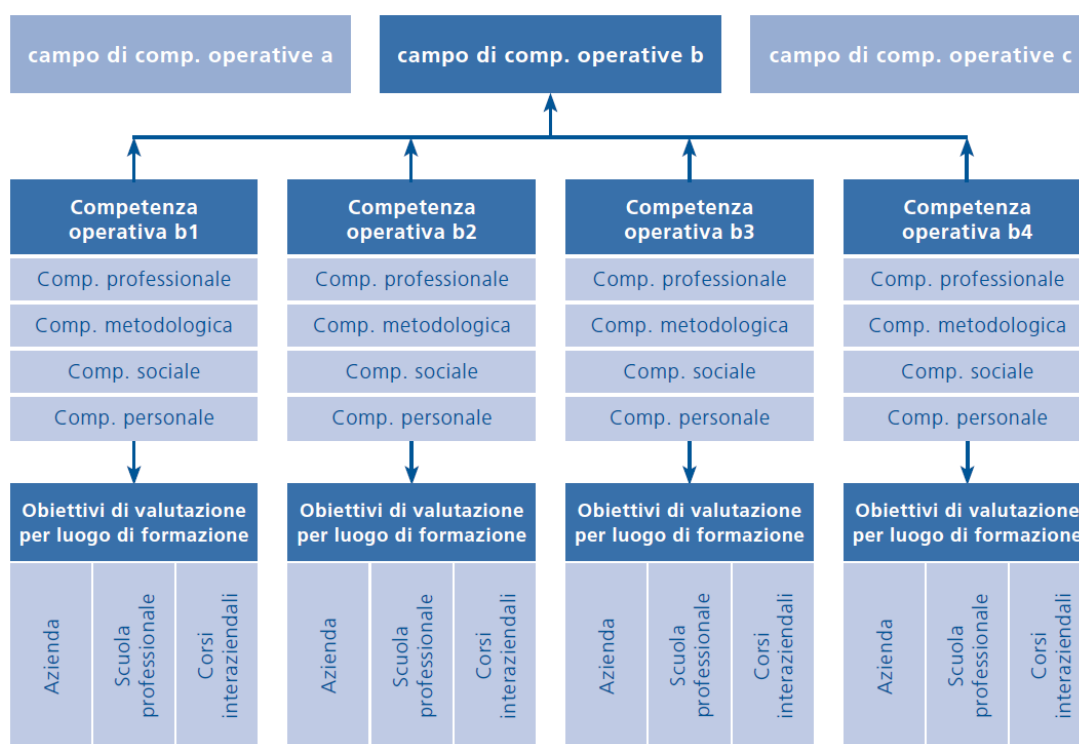 campo di comp. operative a
campo di comp. operative b
campo di comp. operative c
Competenza
operativa b1
Comp. professionale
Comp. metodologica
Comp. sociale
Comp. personale
Obiettivi di valutazione
per luogo di formazione
Azienda
Scuola
professionale
Corsi
interaziendali
Competenza
operativa b2
Comp. professionale
Comp. metodologica
Comp. sociale
Comp. personale
Obiettivi di valutazione
per luogo di formazione
Azienda
Scuola
professionale
Corsi
interaziendali
Competenza
operativa b3
Comp. professionale
Comp. metodologica
Comp. sociale
Comp. personale
Obiettivi di valutazione
per luogo di formazione
Azienda
Scuola
professionale
Corsi
interaziendali
Competenza
operativa b4
Comp. professionale
Comp. metodologica
Comp. sociale
Comp. personale
Obiettivi di valutazione
per luogo di formazione
Azienda
Scuola
professionale
Corsi
interaziendali